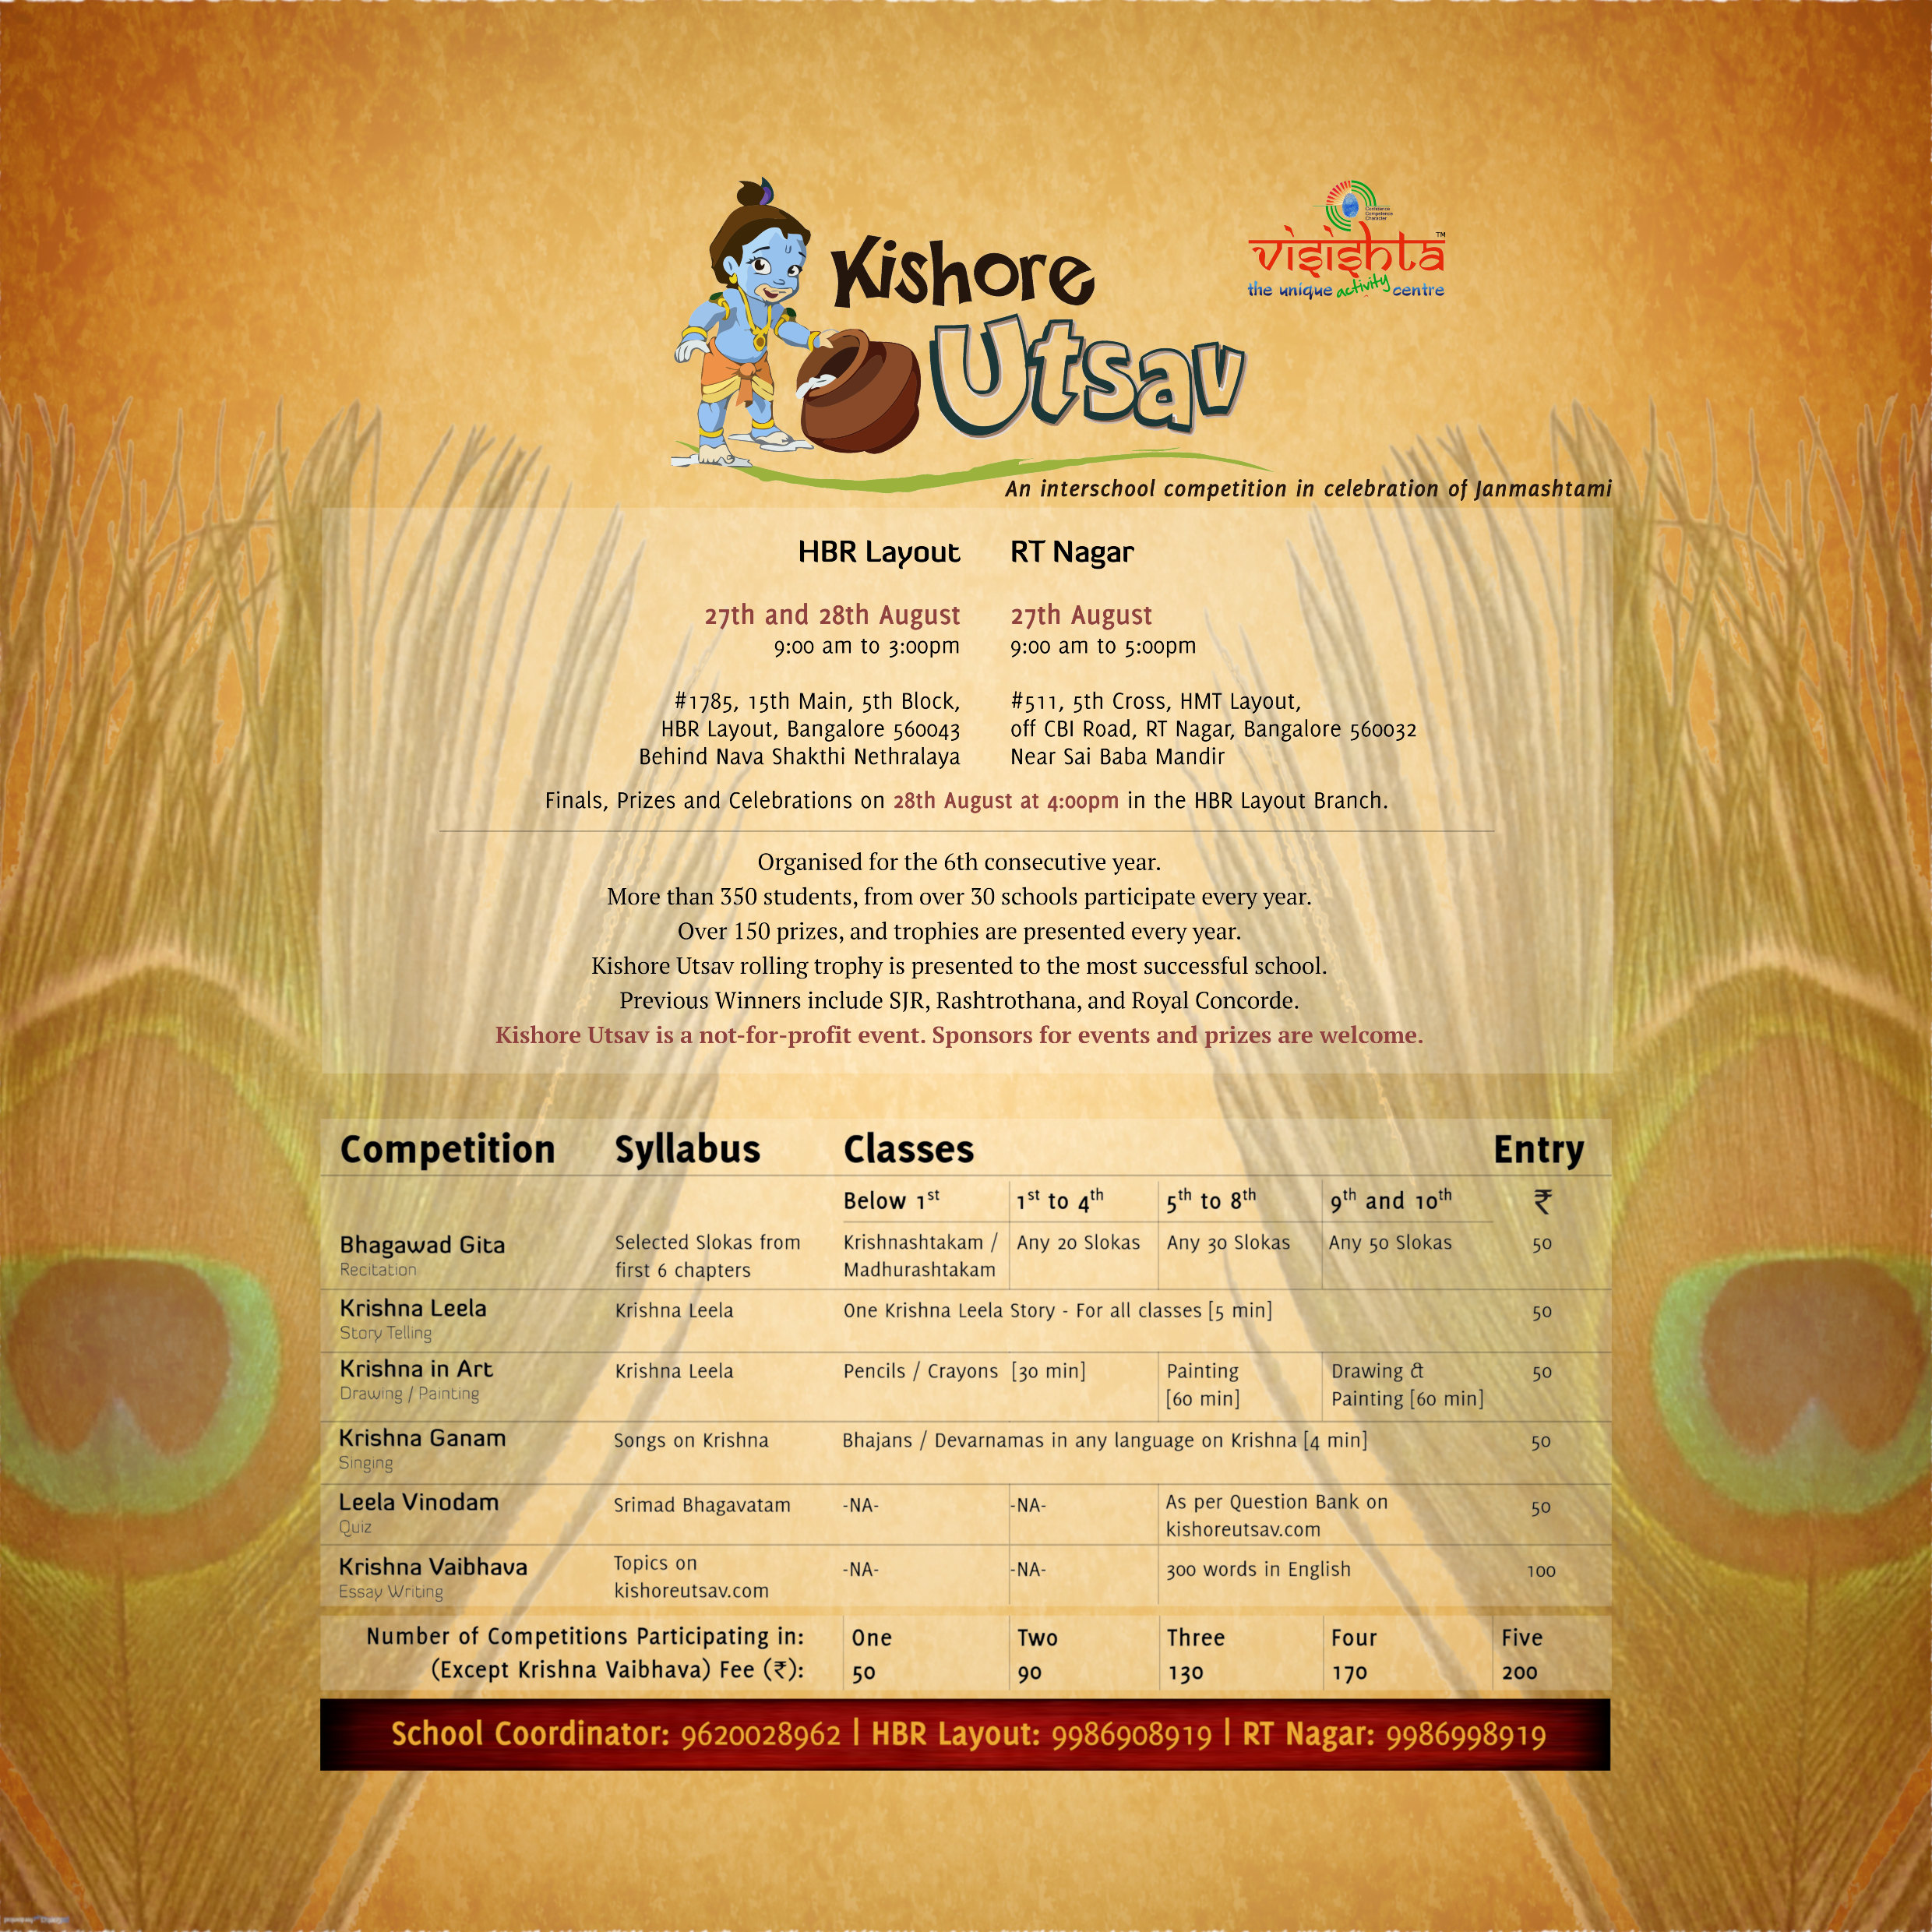 Kishore
Utsav
Confidence
Competence
Character
visishta™
the unique activity centre
An interschool competition in celebration of Janmashtami
HBR Layout
27th and 28th August
9:00 am to 3:00pm
#1785, 15th Main, 5th Block,
HBR Layout, Bangalore 560043
Behind Nava Shakthi Nethralaya
RT Nagar
27th August
9:00 am to 5:00pm
#511, 5th Cross, HMT Layout,
off CBI Road, RT Nagar, Bangalore 560032
Near Sai Baba Mandir
Finals, Prizes and Celebrations on 28th August at 4:00pm in the HBR Layout Branch.
Organised for the 6th consecutive year.
More than 350 students, from over 30 schools participate every year.
Over 150 prizes, and trophies are presented every year.
Kishore Utsav rolling trophy is presented to the most successful school.
Previous Winners include SJR, Rashtrothana, and Royal Concorde.
Kishore Utsav is a not-for-profit event. Sponsors for events and prizes are welcome.
Competition Syllabus Classes Entry
Below 1st 1st to 4th 5th to 8th 9th and 10th ₹
Bhagawad Gita Selected Slokas from Krishnashtakam / Any 20 Slokas Any 30 Slokas Any 50 Slokas 50
Recitation first 6 chapters Madhurashtakam
Krishna Leela Krishna Leela One Krishna Leela Story - For all classes [5 min] 50
Story Telling
Krishna in Art Krishna Leela Pencils / Crayons [30 min] Painting Drawing & 50
Drawing / Painting [60 min] Painting [60 min]
Krishna Ganam Songs on Krishna Bhajans / Devarnamas in any language on Krishna [4 min] 50
Singing
Leela Vinodam Srimad Bhagavatam -NA- -NA- As per Question Bank on 50
Quiz kishoreutsav.com
Krishna Vaibhava Topics on -NA- -NA- 300 words in English 100
Essay Writing kishoreutsav.com
Number of Competitions Participating in: One Two Three Four Five
(Except Krishna Vaibhava) Fee (₹): 50 90 130 170 200
School Coordinator: 9620028962 | HBR Layout: 9986908919 | RT Nagar: 9986998919